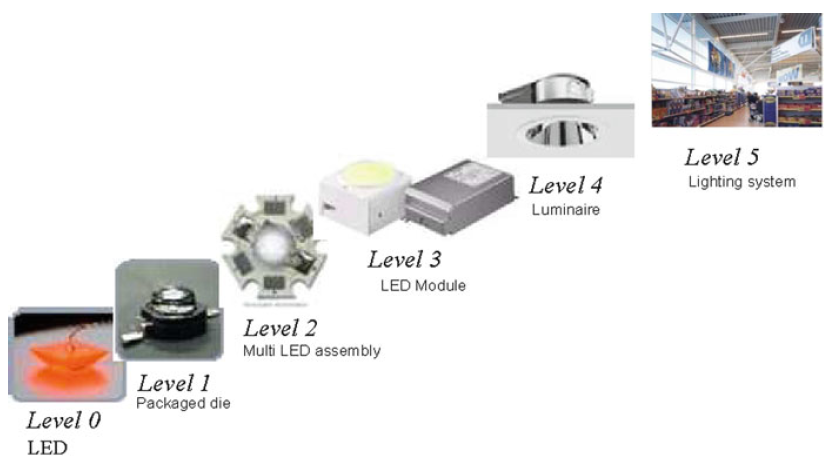 Level 5
Lighting system
Level 4
Luminaire
Level 3
LED Module
Level 2
Multi LED assembly
Level 1
Packaged die
Level 0
LED